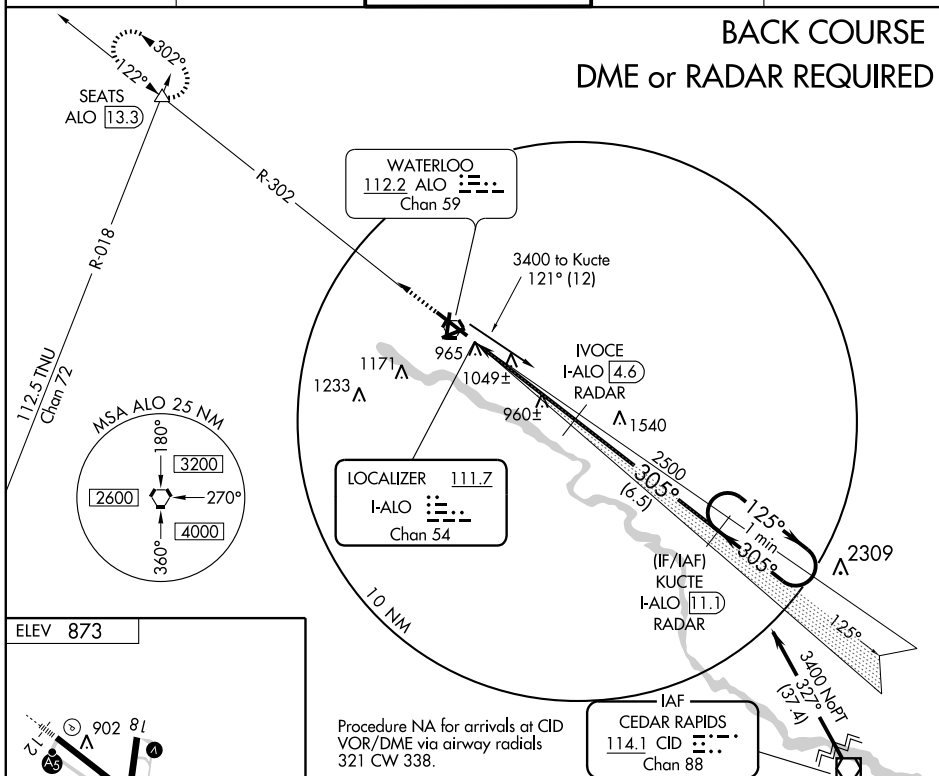 BACK COURSE
DME or RADAR REQUIRED
302°
122°
SEATS
ALO 13.3
R-302
WATERLOO
112.2 ALO
Chan 59
R-018
3400 to Kucte
121° (12)
965
1049±
1171
1233
960±
IVOCE
I-ALO 4.6
RADAR
1540
112.5 TNU
Chan 72
MSA ALO 25 NM
180°
3200
2600
270°
4000
360°
LOCALIZER 111.7
I-ALO
Chan 54
2500
305°
(6.5)
125°
1 min
305°
2309
(IF/IAF)
KUCTE
I-ALO 11.1
RADAR
10 NM
125°
3400 NoPT
327°
(37.4)
IAF
CEDAR RAPIDS
114.1 CID
Chan 88
Procedure NA for arrivals at CID
VOR/DME via airway radials
321 CW 338.
ELEV 873
P
902
18
12
A5
V